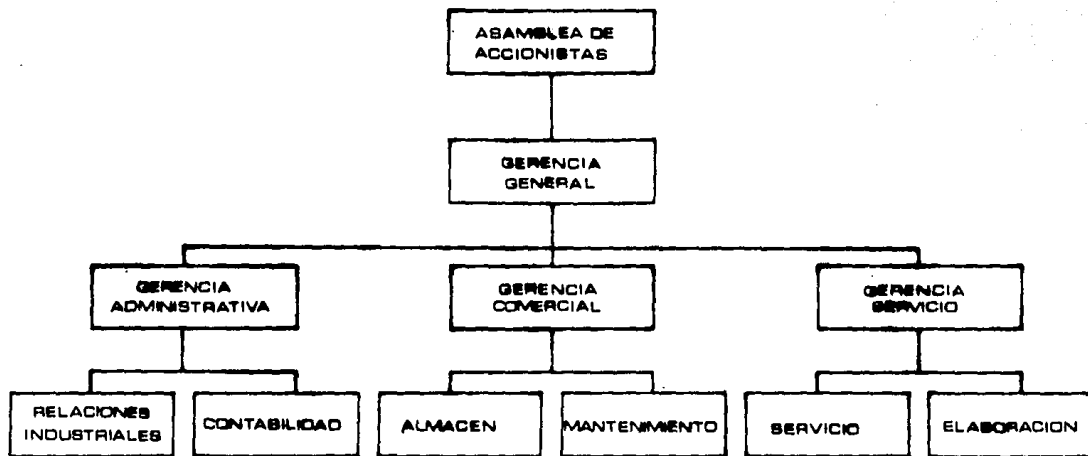 ASAMBLEA DE
ACCIONISTAS
GERENCIA
GENERAL
GERENCIA
ADMINISTRATIVA
GERENCIA
COMERCIAL
GERENCIA
SERVICIO
RELACIONES
INDUSTRIALES
CONTABILIDAD
ALMACEN
MANTENIMIENTO
SERVICIO
ELABORACION